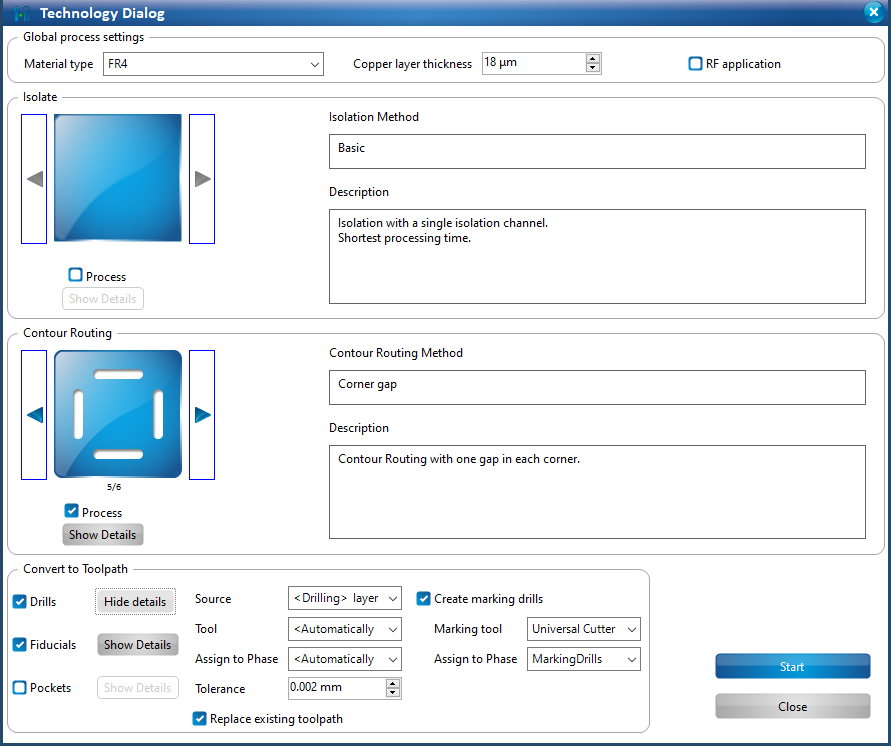 Technology Dialog
Global process settings
Material type FR4 Copper layer thickness 18 µm RF application
Isolate
Isolation Method
Basic
Description
Isolation with a single isolation channel.
Shortest processing time.
Process
Show Details
Contour Routing
Contour Routing Method
Corner gap
Description
Contour Routing with one gap in each corner.
5/6
Process
Show Details
Convert to Toolpath
Drills Hide details Source <Drilling> layer Create marking drills
Tool <Automatically Marking tool Universal Cutter
Fiducials Show Details
Assign to Phase <Automatically Assign to Phase MarkingDrills
Pockets Show Details Tolerance 0.002 mm
Replace existing toolpath
Start
Close